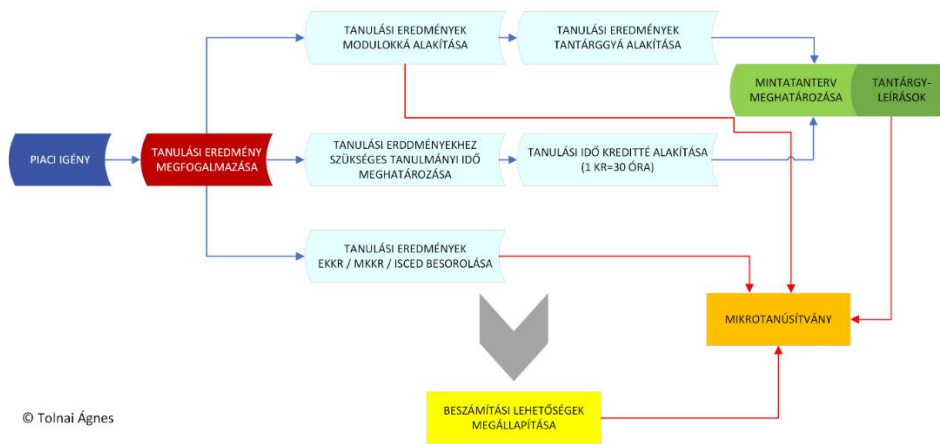 TANULÁSI EREDMÉNYEK
MODULOKKÁ ALAKÍTÁSA
TANULÁSI EREDMÉNYEK
TANTÁRGGYÁ ALAKÍTÁSA
MINTATANTERV
MEGHATÁROZÁSA
TANTÁRGY-
LEÍRÁSOK
PIACI IGÉNY
TANULÁSI EREDMÉNY
MEGFOGALMAZÁSA
TANULÁSI ERDDMÉNYEKHEZ
SZÜKSÉGES TANULMÁNYI IDŐ
MEGHATÁROZÁSA
TANULÁSI IDŐ KREDITTÉ ALAKÍTÁSA
(1 KR=30 ÓRA)
TANULÁSI EREDMÉNYEK
EKKR / MKKR / ISCED BESOROLÁSA
MIKROTANÚSÍTVÁNY
BESZÁMÍTÁSI LEHETŐSÉGEK
MEGÁLLAPÍTÁSA
© Tolnai Ágnes